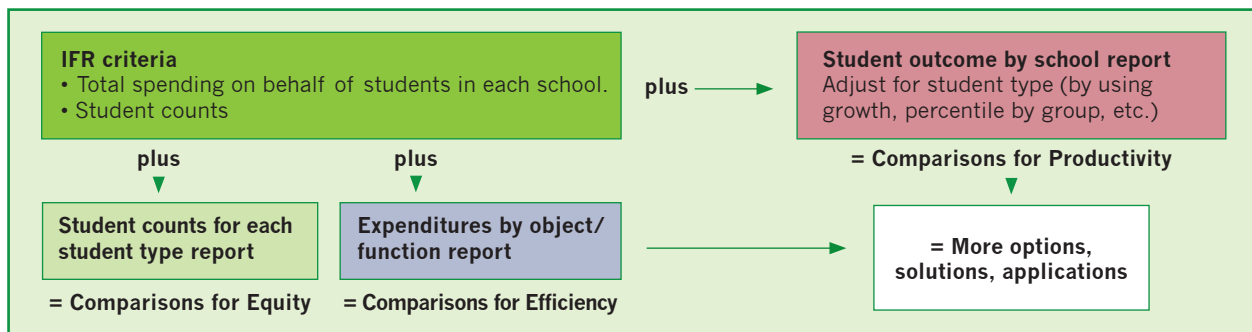 IFR criteria
• Total spending on behalf of students in each school.
• Student counts
plus
Student outcome by school report
Adjust for student type (by using
growth, percentile by group, etc.)
plus
plus
= Comparisons for Productivity
Student counts for each
student type report
Expenditures by object/
function report
= More options,
solutions, applications
= Comparisons for Equity
= Comparisons for Efficiency